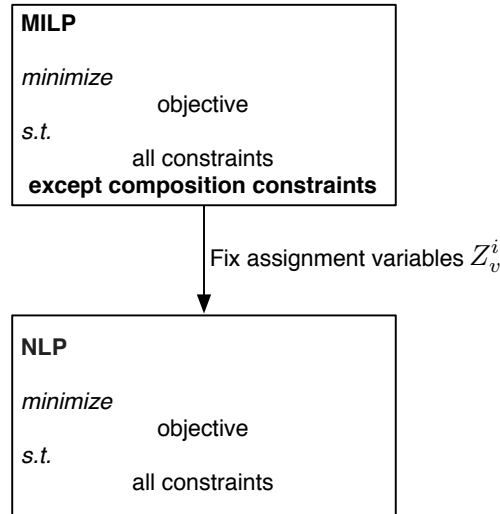 MILP
minimize
objective
s.t.
all constraints
except composition constraints
Fix assignment variables $Z_v^i$
NLP
minimize
objective
s.t.
all constraints